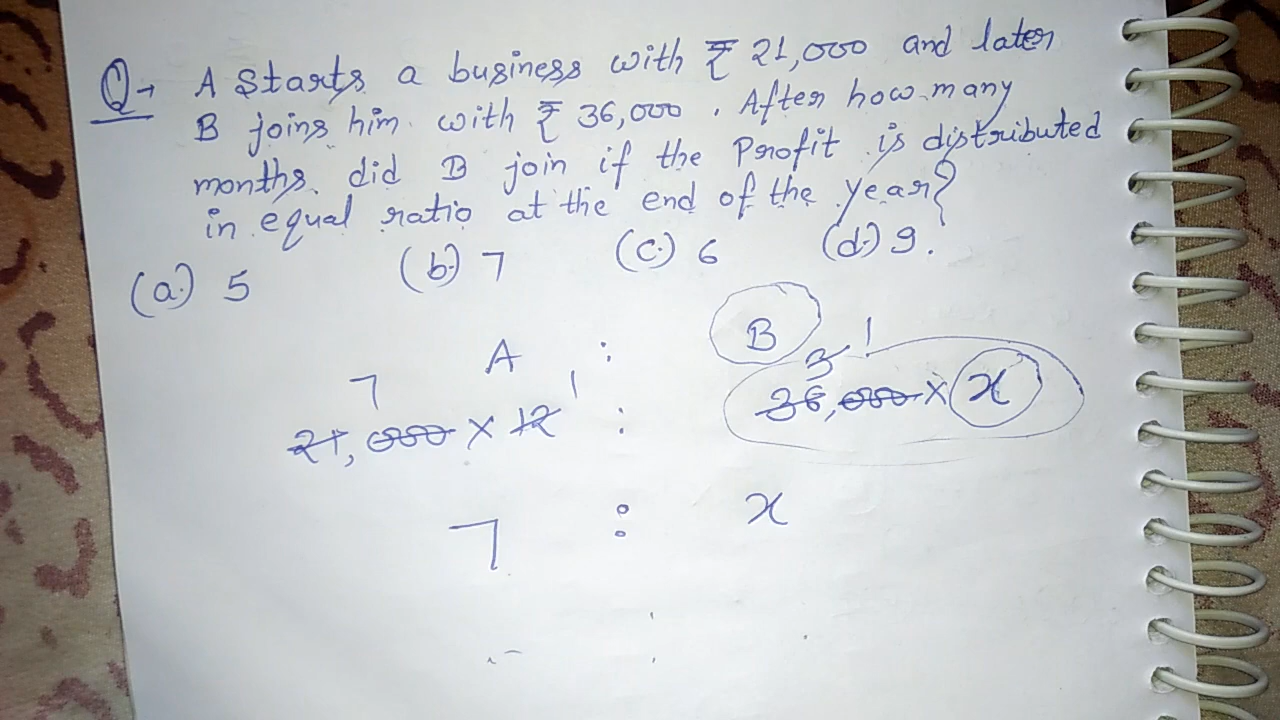 Q→ A starts a business with ₹ 21,000 and later
B joins him with ₹ 36,000. After how many
months did B join if the Profit is distributed
in equal ratio at the end of the year?
(a.) 5 (b.) 7 (c.) 6 (d.) 9.
A : B
7 1 3 1
21,000 × 12 : 36,000 × x
7 : x